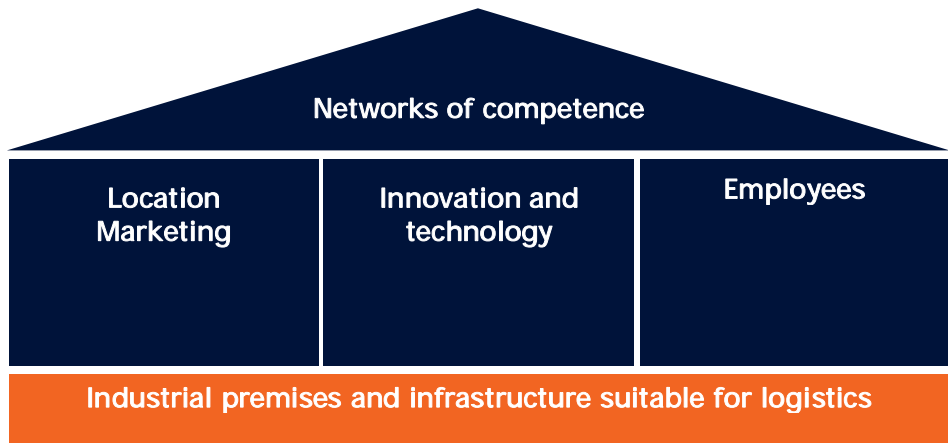 Networks of competence
Location
Marketing
Innovation and
technology
Employees
Industrial premises and infrastructure suitable for logistics